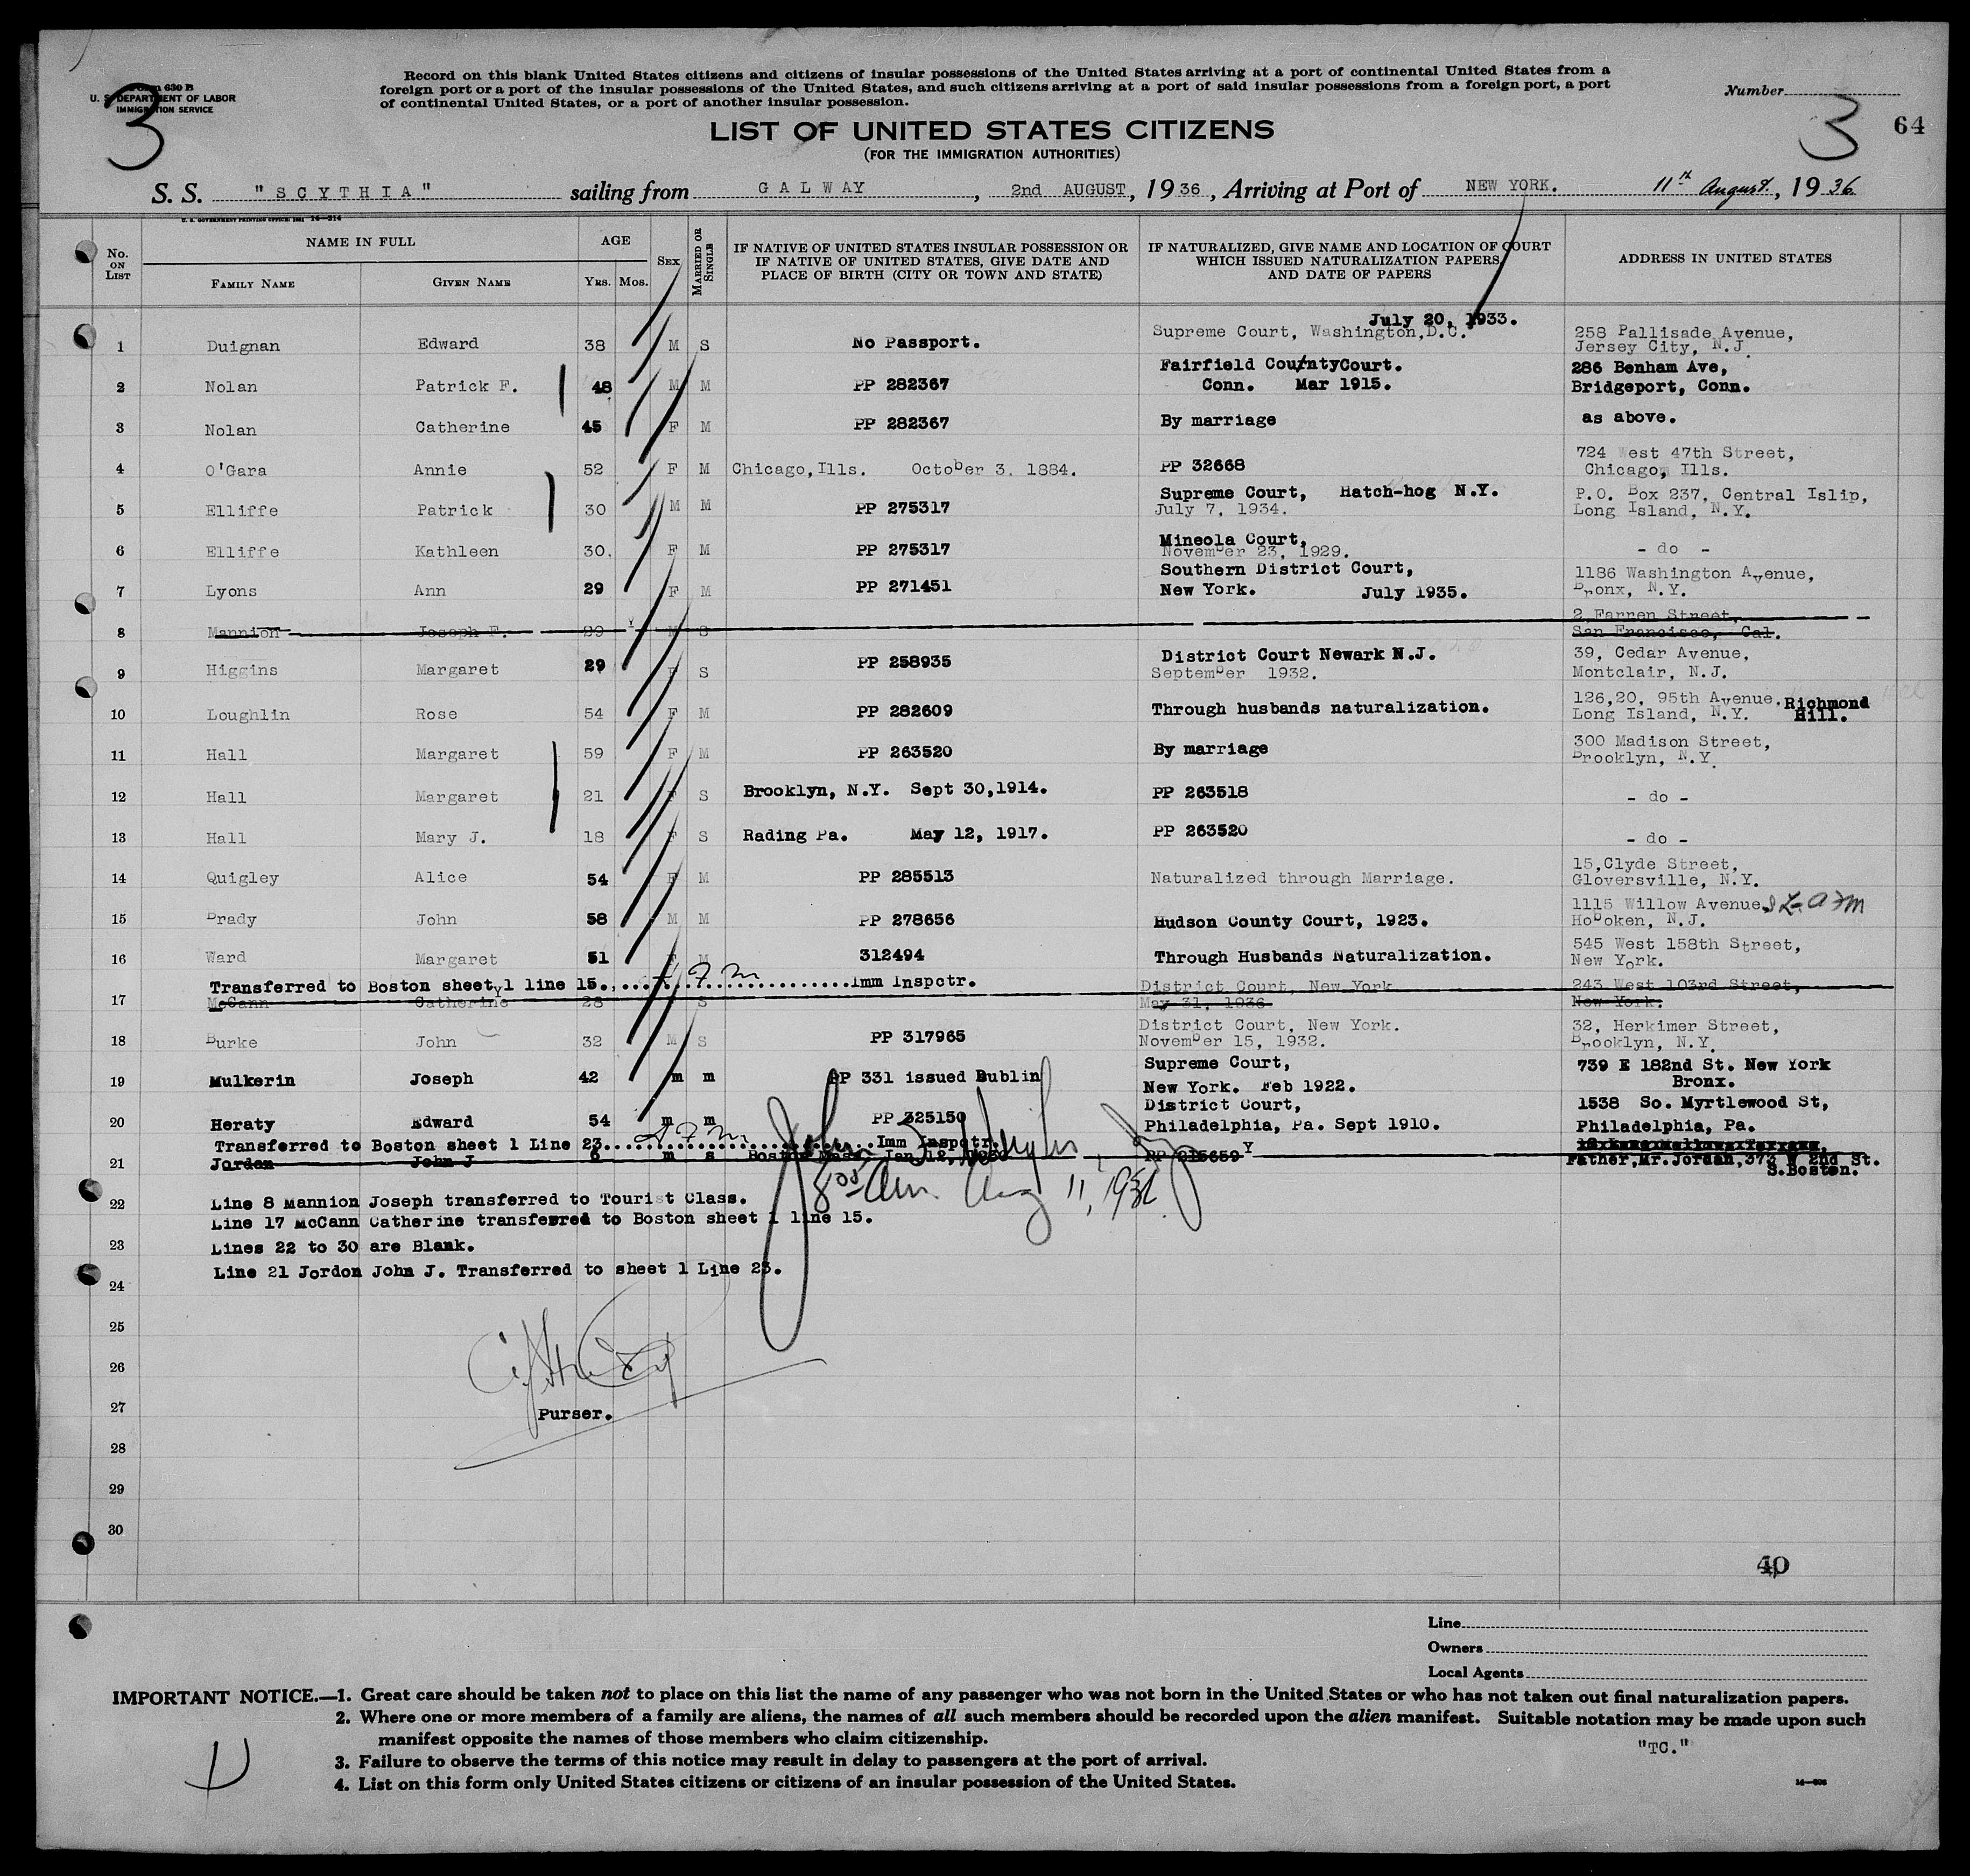 Form 630 B
U. S. DEPARTMENT OF LABOR
IMMIGRATION SERVICE
3
Record on this blank United States citizens and citizens of insular possessions of the United States arriving at a port of continental United States from a
foreign port or a port of the insular possessions of the United States, and such citizens arriving at a port of said insular possessions from a foreign port, a port
of continental United States, or a port of another insular possession.
Number
3
64
LIST OF UNITED STATES CITIZENS
(FOR THE IMMIGRATION AUTHORITIES)
S. S. "SCYTHIA" sailing from GALWAY, 2nd AUGUST, 1936, Arriving at Port of NEW YORK. 11th August, 1936
U. S. GOVERNMENT PRINTING OFFICE: 1931 14—214
No. ON LIST
NAME IN FULL
FAMILY NAME
GIVEN NAME
AGE
YRS.
MOS.
SEX
MARRIED OR SINGLE
IF NATIVE OF UNITED STATES INSULAR POSSESSION OR
IF NATIVE OF UNITED STATES, GIVE DATE AND
PLACE OF BIRTH (CITY OR TOWN AND STATE)
IF NATURALIZED, GIVE NAME AND LOCATION OF COURT
WHICH ISSUED NATURALIZATION PAPERS,
AND DATE OF PAPERS
ADDRESS IN UNITED STATES
July 20, 1933.
1 Duignan Edward 38 M S No Passport. Supreme Court, Washington,D.C. 258 Pallisade Avenue,
Jersey City, N.J.
Fairfield CountyCourt. 286 Benham Ave,
2 Nolan Patrick F. 48 M M PP 282367 Conn. Mar 1915. Bridgeport, Conn.
3 Nolan Catherine 45 F M PP 282367 By marriage as above.
724 West 47th Street,
4 O'Gara Annie 52 F M Chicago,Ills. October 3. 1884. PP 32668 Chicago, Ills.
Supreme Court, Hatch-hog N.Y. P.O. Box 237, Central Islip,
5 Elliffe Patrick 30 M M PP 275317 July 7, 1934. Long Island, N.Y.
Mineola Court,
6 Elliffe Kathleen 30. F M PP 275317 November 23, 1929. - do -
Southern District Court, 1186 Washington Avenue,
7 Lyons Ann 29 F M PP 271451 New York. July 1935. Bronx, N.Y.
2 Farren Street,
8 Mannion Joseph F. 29 M S San Francisco, Cal.
District Court Newark N.J. 39, Cedar Avenue,
9 Higgins Margaret 29 F S PP 258935 September 1932. Montclair, N.J.
126,20, 95th Avenue, Richmond
10 Loughlin Rose 54 F M PP 282609 Through husbands naturalization. Long Island, N.Y. Hill.
300 Madison Street,
11 Hall Margaret 59 F M PP 263520 By marriage Brooklyn, N.Y.
12 Hall Margaret 21 F S Brooklyn, N.Y. Sept 30,1914. PP 263518 - do -
13 Hall Mary J. 18 F S Rading Pa. May 12, 1917. PP 263520 - do -
15,Clyde Street,
14 Quigley Alice 54 F M PP 285513 Naturalized through Marriage. Gloversville, N.Y.
1115 Willow Avenue
15 Brady John 58 M M PP 278656 Hudson County Court, 1923. Hoboken, N.J.
545 West 158th Street,
16 Ward Margaret 51 F M 312494 Through Husbands Naturalization. New York.
Transferred to Boston sheet 1 line 15. Imm Inspctr. District Court, New York 243 West 103rd Street,
17 McCann Catherine 28 S May 31, 1936 New York.
District Court, New York. 32, Herkimer Street,
18 Burke John 32 M S PP 317965 November 15, 1932. Brooklyn, N.Y.
Supreme Court, 739 E 182nd St. New York
19 Mulkerin Joseph 42 m m PP 331 issued Dublin New York. Feb 1922. Bronx.
District Court, 1538 So. Myrtlewood St,
20 Heraty Edward 54 m m PP 325150 Philadelphia, Pa. Sept 1910. Philadelphia, Pa.
Transferred to Boston sheet 1 Line 23. Imm Inspctr.
21 Jordan John J 6 m s Boston Mass, Jan 12, PP 215659 Father,Mr.Jordan,373 W 2nd St.
S.Boston.
John
Aug 11, 1936
22 Line 8 Mannion Joseph transferred to Tourist Class.
Line 17 McCann Catherine transferred to Boston sheet 1 line 15.
23 Lines 22 to 30 are Blank.
24 Line 21 Jordon John J. Transferred to sheet 1 Line 23.
25
26
27 Purser.
28
29
30
40
Line
Owners
Local Agents
IMPORTANT NOTICE.—1. Great care should be taken not to place on this list the name of any passenger who was not born in the United States or who has not taken out final naturalization papers.
2. Where one or more members of a family are aliens, the names of all such members should be recorded upon the alien manifest. Suitable notation may be made upon such
manifest opposite the names of those members who claim citizenship.
"TC."
3. Failure to observe the terms of this notice may result in delay to passengers at the port of arrival.
4. List on this form only United States citizens or citizens of an insular possession of the United States.